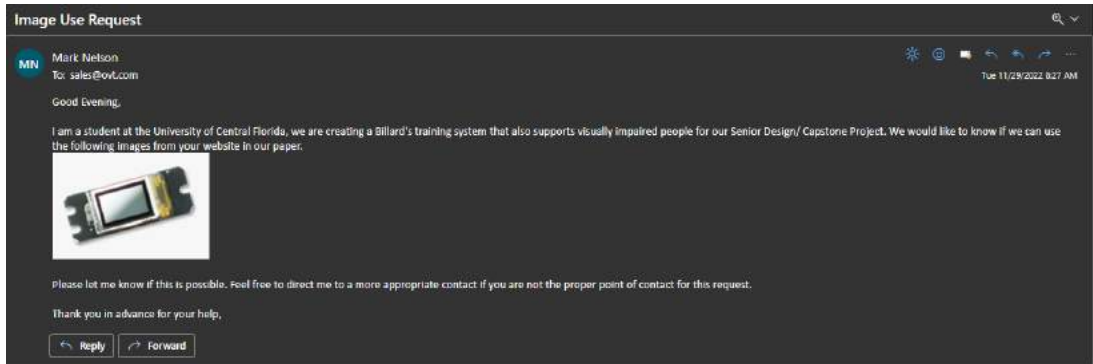 Image Use Request
MN
Mark Nelson
To: sales@ovt.com
Tue 11/29/2022 8:27 AM
Good Evening,
I am a student at the University of Central Florida, we are creating a Billard's training system that also supports visually impaired people for our Senior Design/ Capstone Project. We would like to know if we can use
the following images from your website in our paper.
Please let me know if this is possible. Feel free to direct me to a more appropriate contact if you are not the proper point of contact for this request.
Thank you in advance for your help,
Reply
Forward